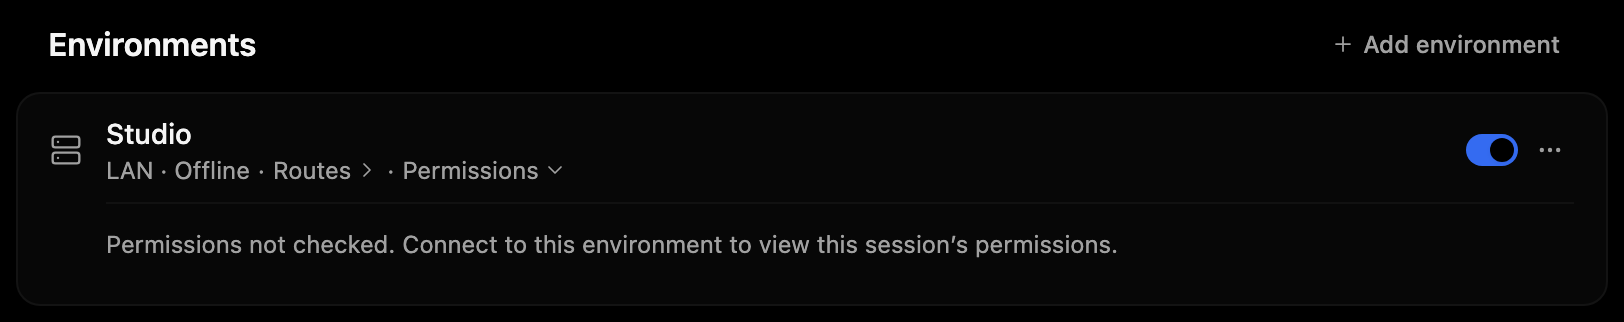 Environments
+ Add environment
Studio
LAN · Offline · Routes > · Permissions
Permissions not checked. Connect to this environment to view this session’s permissions.